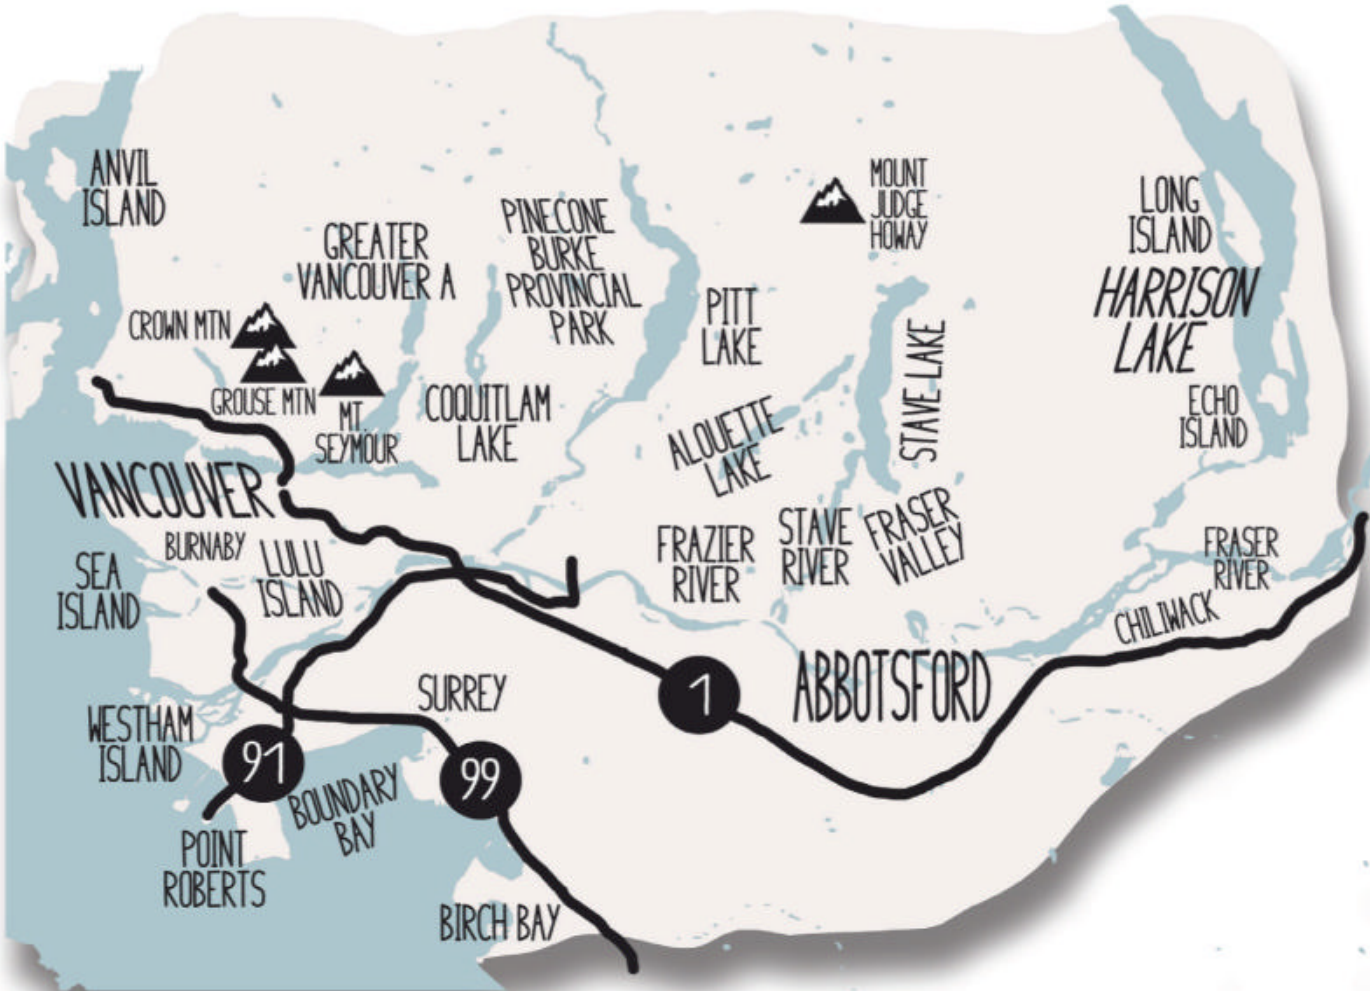 ANVIL
ISLAND
MOUNT
JUDGE
HOWAY
LONG
ISLAND
PINECONE
BURKE
PROVINCIAL
PARK
GREATER
VANCOUVER A
HARRISON
LAKE
PITT
LAKE
CROWN MTN
GROUSE MTN
MT.
SEYMOUR
COQUITLAM
LAKE
STAVE LAKE
ECHO
ISLAND
ALOUETTE
LAKE
VANCOUVER
BURNABY
LULU
ISLAND
SEA
ISLAND
FRAZIER
RIVER
STAVE
RIVER
FRASER
VALLEY
FRASER
RIVER
CHILIWACK
SURREY
1
ABBOTSFORD
WESTHAM
ISLAND
91
99
BOUNDARY
BAY
POINT
ROBERTS
BIRCH BAY